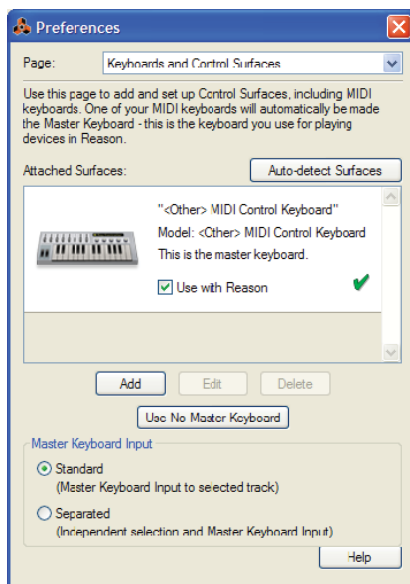 Preferences
Page: Keyboards and Control Surfaces
Use this page to add and set up Control Surfaces, including MIDI
keyboards. One of your MIDI keyboards will automatically be made
the Master Keyboard - this is the keyboard you use for playing
devices in Reason.
Attached Surfaces: Auto-detect Surfaces
"<Other> MIDI Control Keyboard"
Model: <Other> MIDI Control Keyboard
This is the master keyboard.
Use with Reason
Add Edit Delete
Use No Master Keyboard
Master Keyboard Input
Standard
(Master Keyboard Input to selected track)
Separated
(Independent selection and Master Keyboard Input)
Help